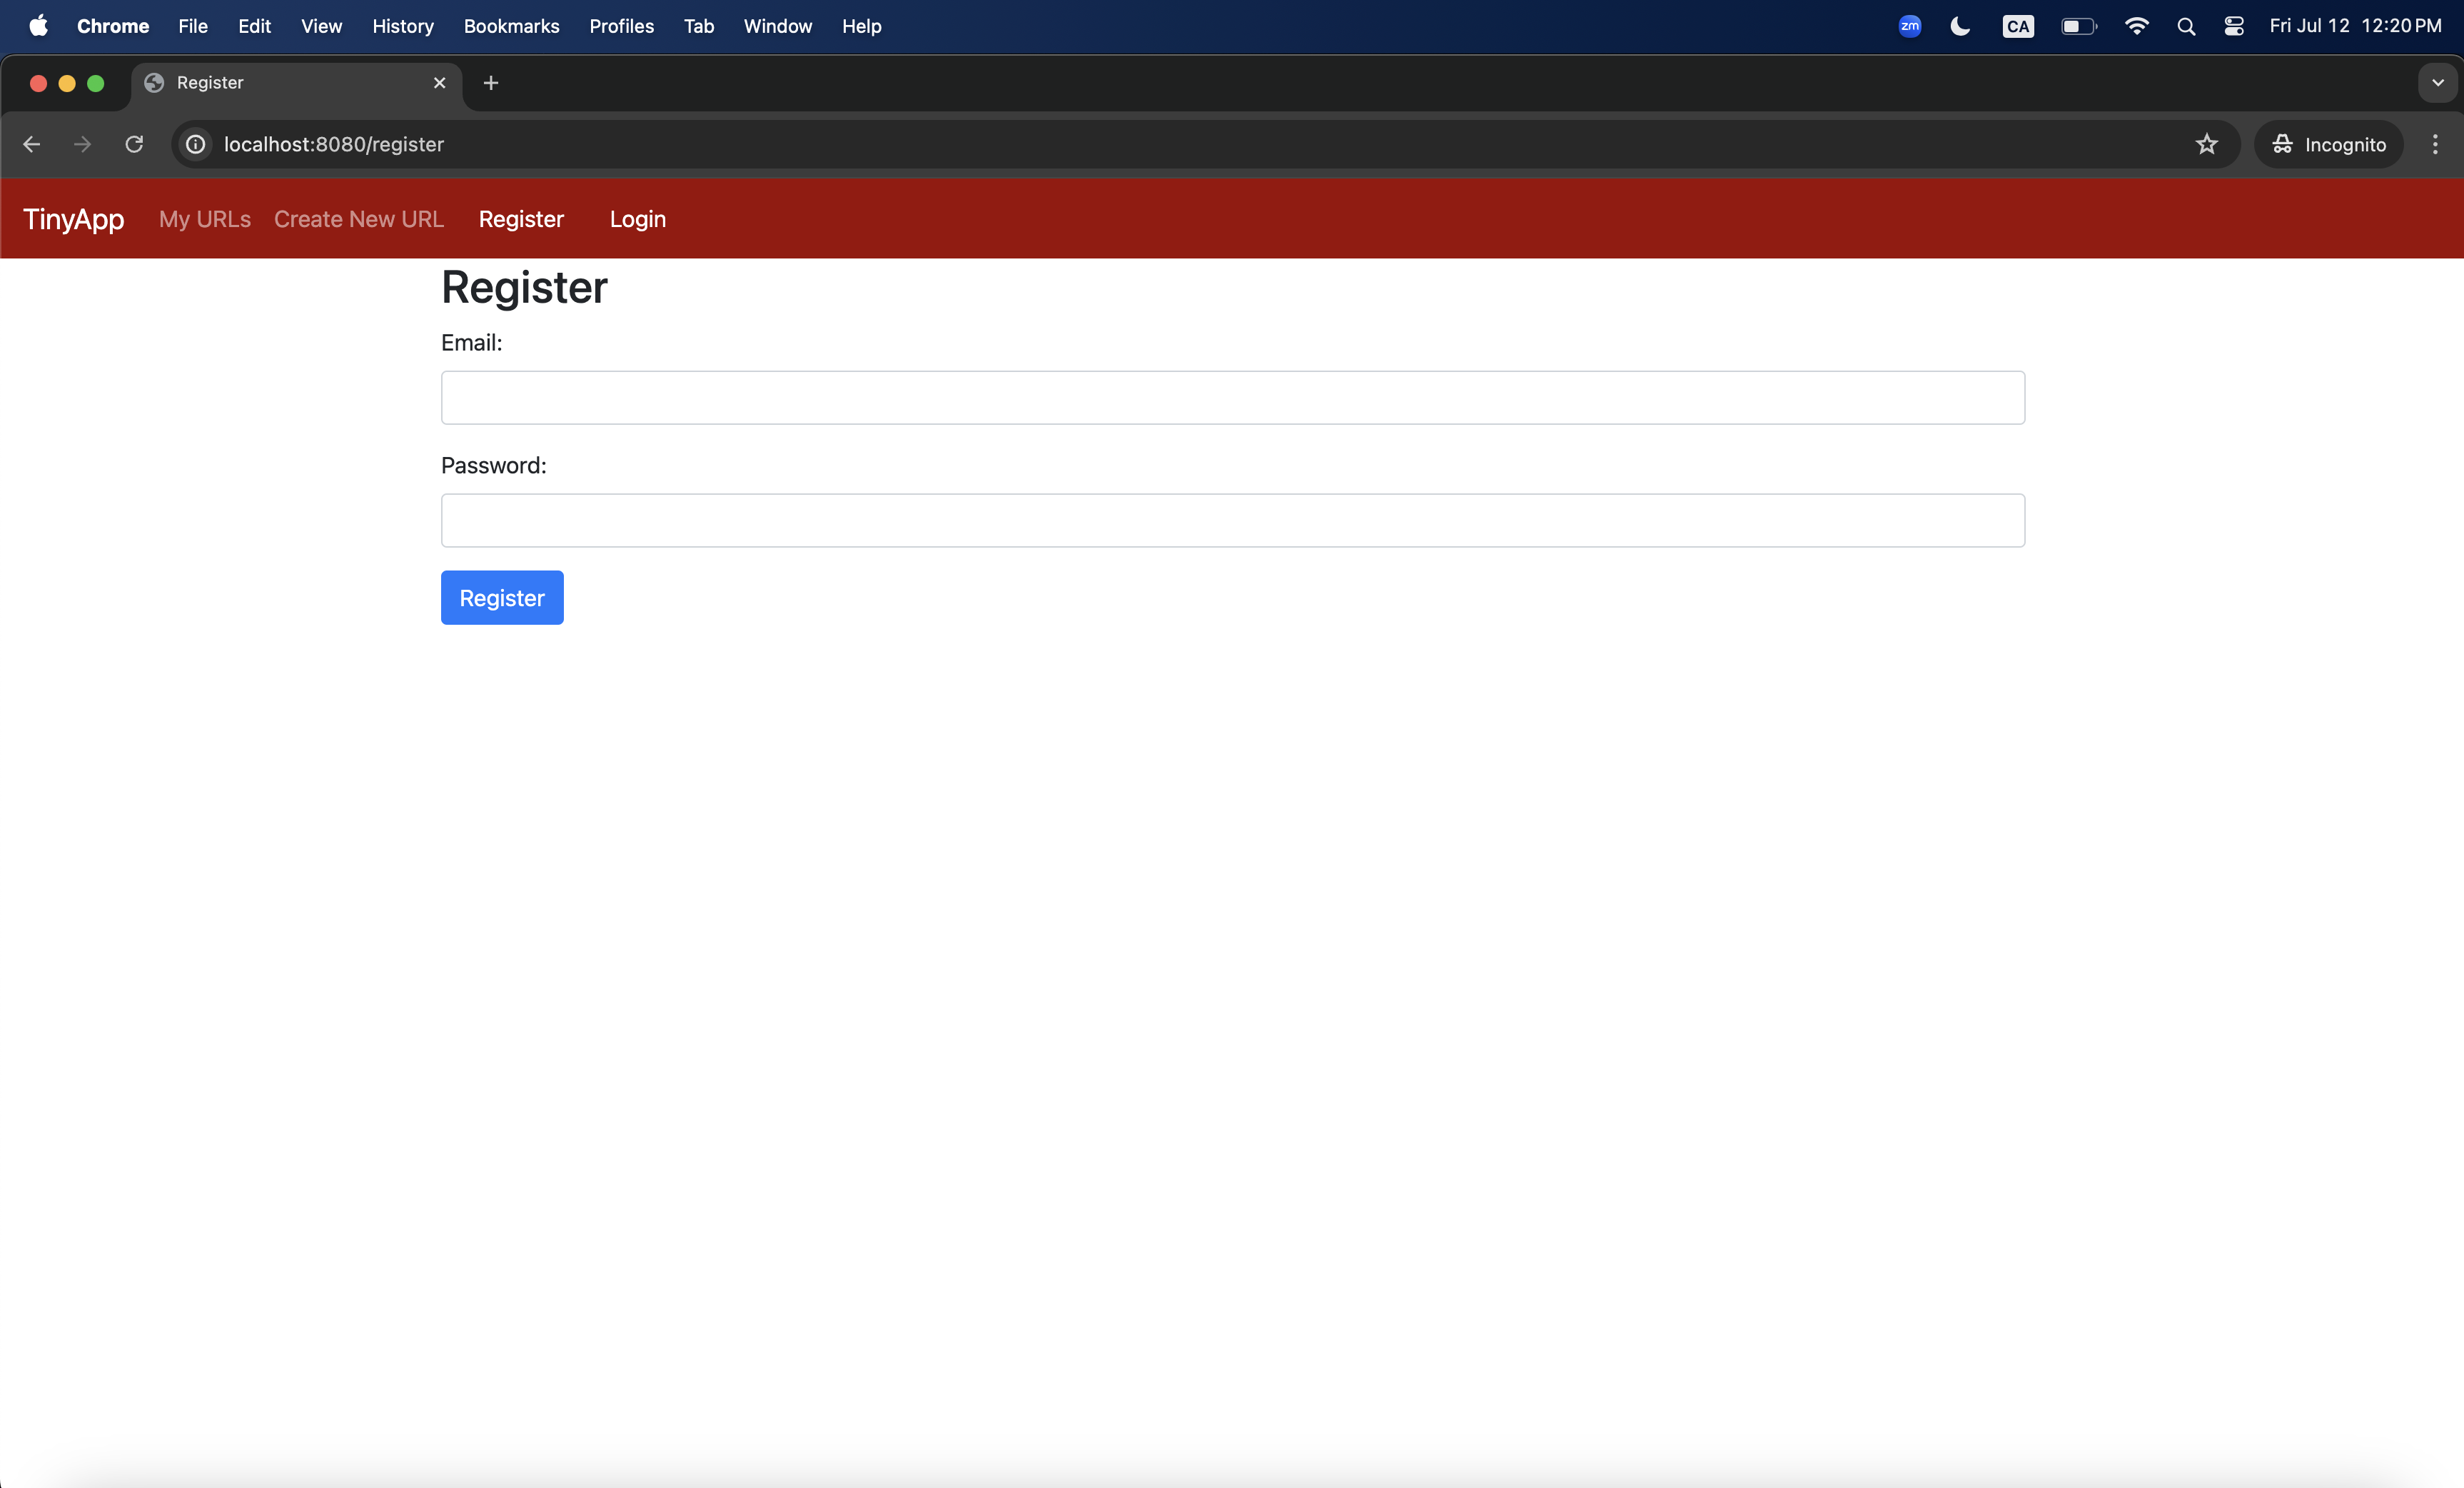 Chrome File Edit View History Bookmarks Profiles Tab Window Help zm CA Fri Jul 12 12:20 PM
Register
localhost:8080/register Incognito
TinyApp My URLs Create New URL Register Login
Register
Email:
Password:
Register